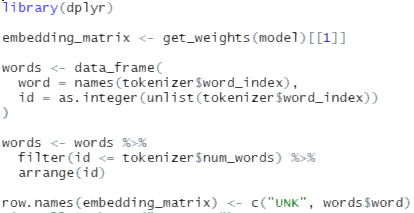 library(dplyr)
embedding_matrix <- get_weights(model)[[1]]
words <- data_frame(
word = names(tokenizer$word_index),
id = as.integer(unlist(tokenizer$word_index))
)
words <- words %>%
filter(id <= tokenizer$num_words) %>%
arrange(id)
row.names(embedding_matrix) <- c("UNK", words$word)